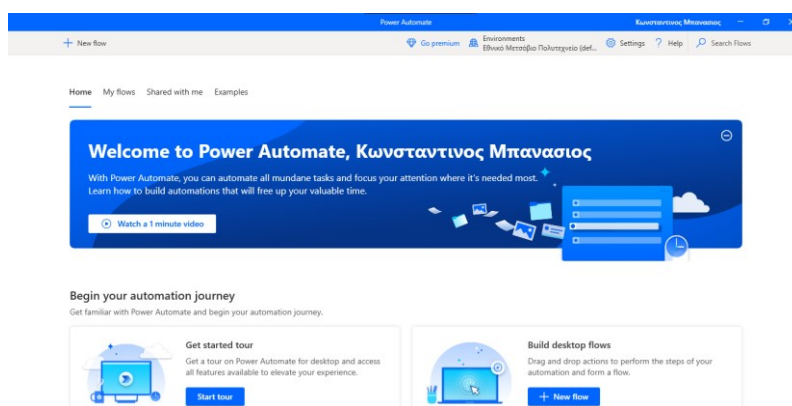 Power Automate
Κωνσταντινος Μπανασιος
New flow
Go premium
Environments
Εθνικό Μετσόβιο Πολυτεχνείο (def...
Settings
Help
Search Flows
Home My flows Shared with me Examples
Welcome to Power Automate, Κωνσταντινος Μπανασιος
With Power Automate, you can automate all mundane tasks and focus your attention where it's needed most.
Learn how to build automations that will free up your valuable time.
Watch a 1 minute video
Begin your automation journey
Get familiar with Power Automate and begin your automation journey.
Get started tour
Get a tour on Power Automate for desktop and access
all features available to elevate your experience.
Start tour
Build desktop flows
Drag and drop actions to perform the steps of your
automation and form a flow.
New flow